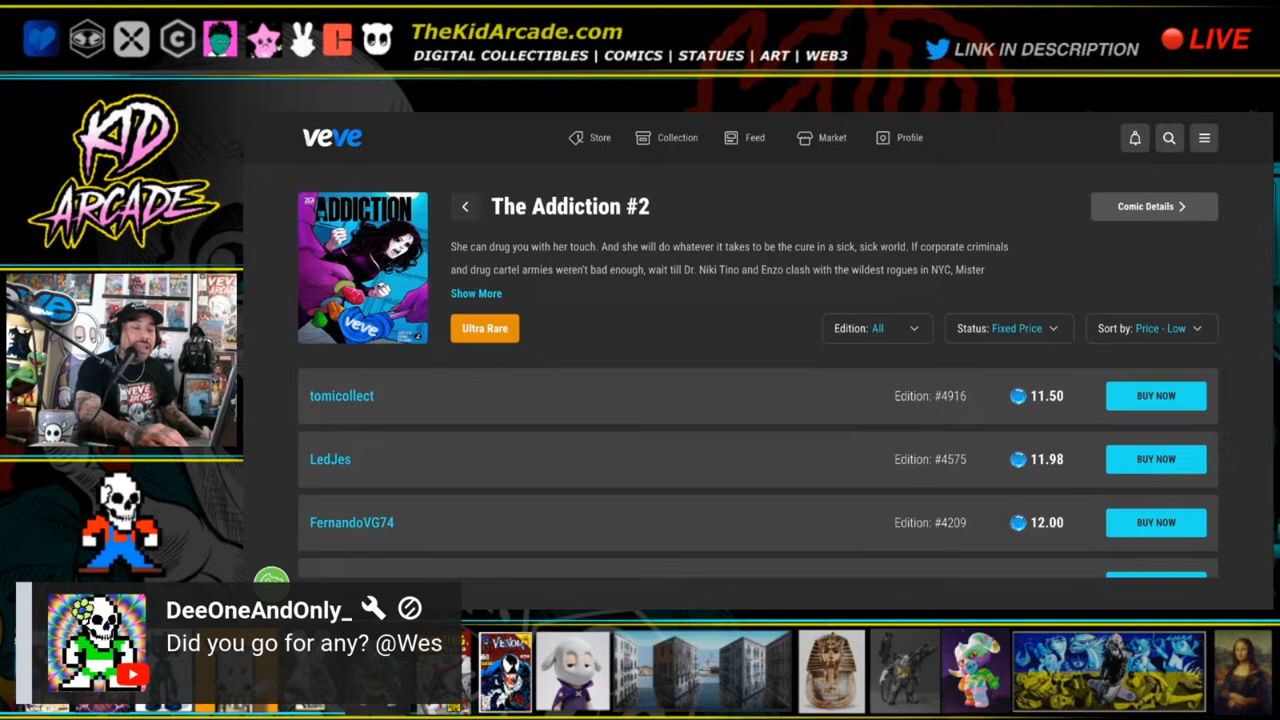 TheKidArcade.com
DIGITAL COLLECTIBLES | COMICS | STATUES | ART | WEB3
LINK IN DESCRIPTION
LIVE
KID
ARCADE
veve
Store
Collection
Feed
Market
Profile
ADDICTION
veve
The Addiction #2
Comic Details
She can drug you with her touch. And she will do whatever it takes to be the cure in a sick, sick world. If corporate criminals
and drug cartel armies weren't bad enough, wait till Dr. Niki Tino and Enzo clash with the wildest rogues in NYC, Mister
Show More
Ultra Rare
Edition: All
Status: Fixed Price
Sort by: Price - Low
tomicollect
Edition: #4916
11.50
BUY NOW
LedJes
Edition: #4575
11.98
BUY NOW
FernandoVG74
Edition: #4209
12.00
BUY NOW
DeeOneAndOnly_
Did you go for any? @Wes
VENOM